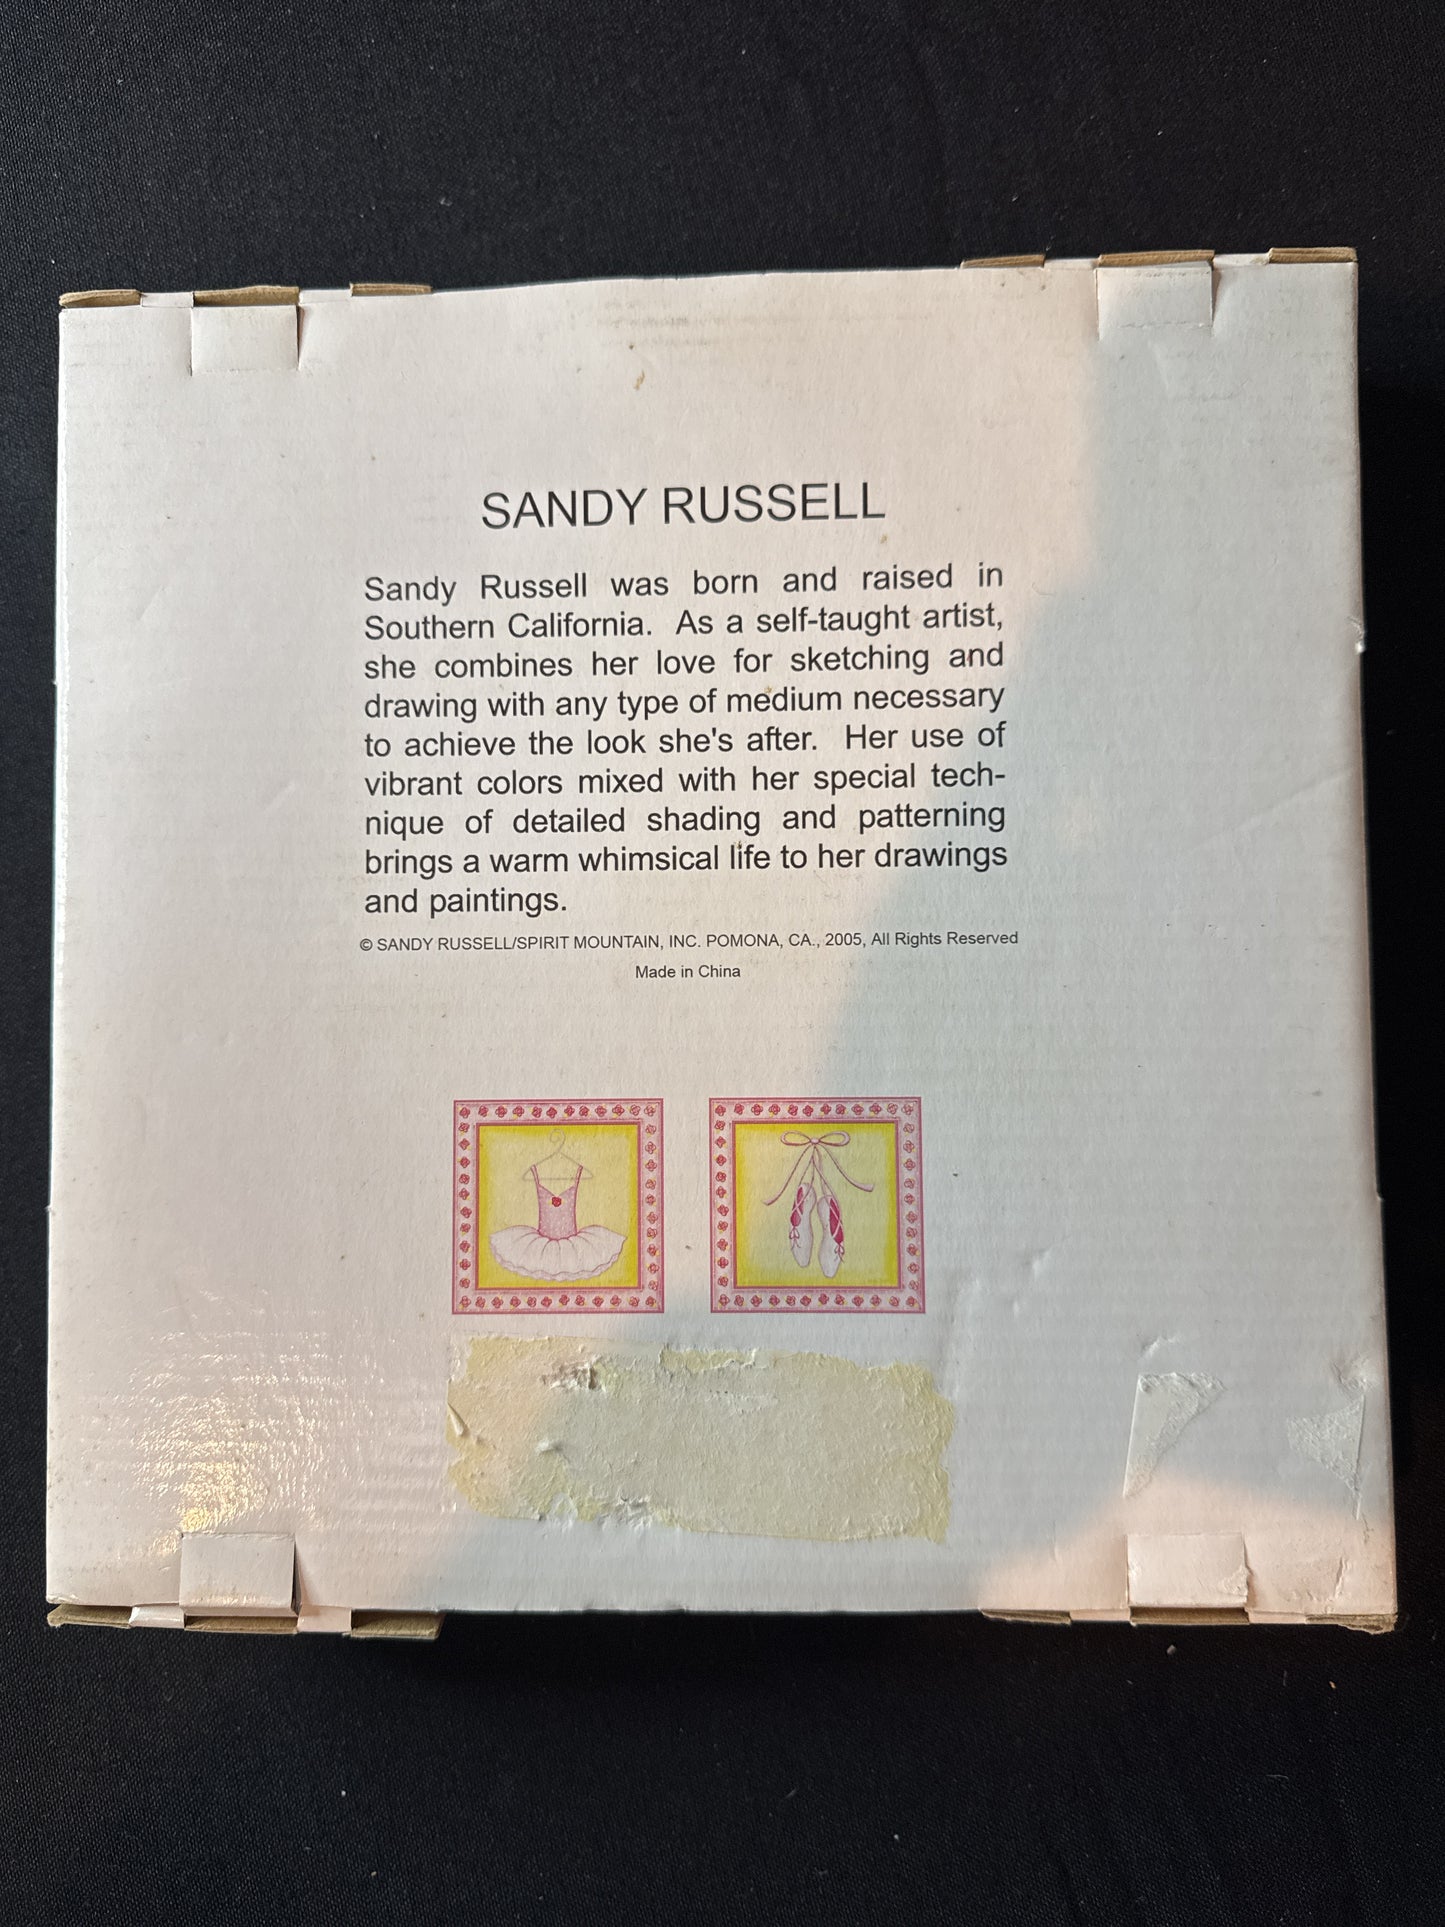 SANDY RUSSELL
Sandy Russell was born and raised in
Southern California. As a self-taught artist,
she combines her love for sketching and
drawing with any type of medium necessary
to achieve the look she's after. Her use of
vibrant colors mixed with her special tech-
nique of detailed shading and patterning
brings a warm whimsical life to her drawings
and paintings.
© SANDY RUSSELL/SPIRIT MOUNTAIN, INC. POMONA, CA., 2005, All Rights Reserved
Made in China